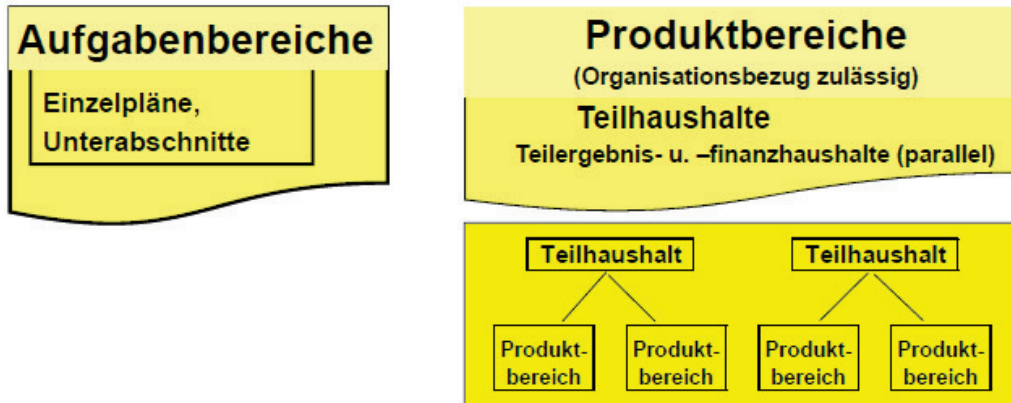 Aufgabenbereiche
Einzelpläne,
Unterabschnitte
Produktbereiche
(Organisationsbezug zulässig)
Teilhaushalte
Teilergebnis- u. –finanzhaushalte (parallel)
Teilhaushalt
Teilhaushalt
Produkt-
bereich
Produkt-
bereich
Produkt-
bereich
Produkt-
bereich